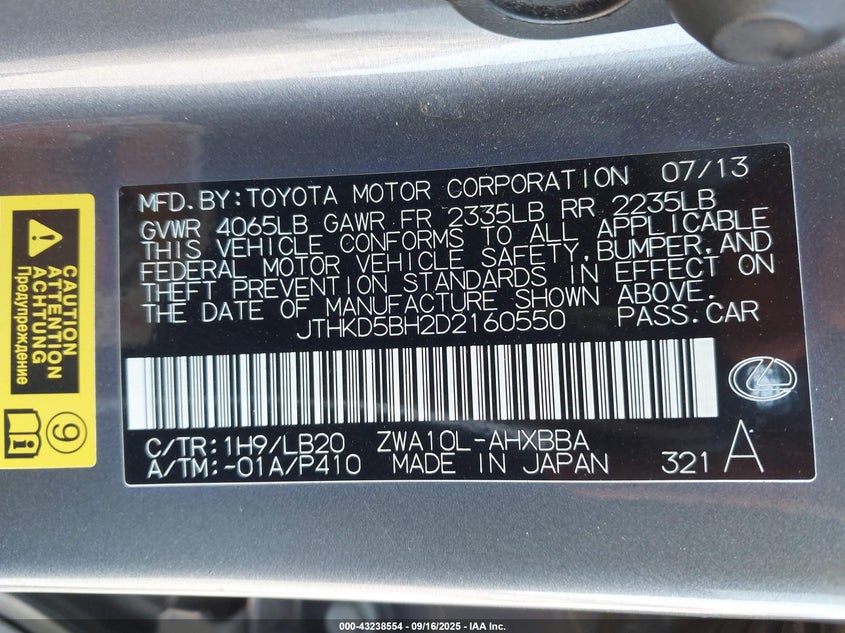 MFD. BY: TOYOTA MOTOR CORPORATION 07/13
GVWR 4065LB GAWR FR 2335LB RR 2235LB
THIS VEHICLE CONFORMS TO ALL APPLICABLE
FEDERAL MOTOR VEHICLE SAFETY, BUMPER, AND
THEFT PREVENTION STANDARDS IN EFFECT ON
THE DATE OF MANUFACTURE SHOWN ABOVE.
JTHKD5BH2D2160550 PASS.CAR
C/TR: 1H9/LB20 ZWA10L-AHXBBA
A/TM: -01A/P410 MADE IN JAPAN 321 A
CAUTION
ATTENTION
ACHTUNG
Предупреждение
9
000-43238554 - 09/16/2025 - IAA Inc.